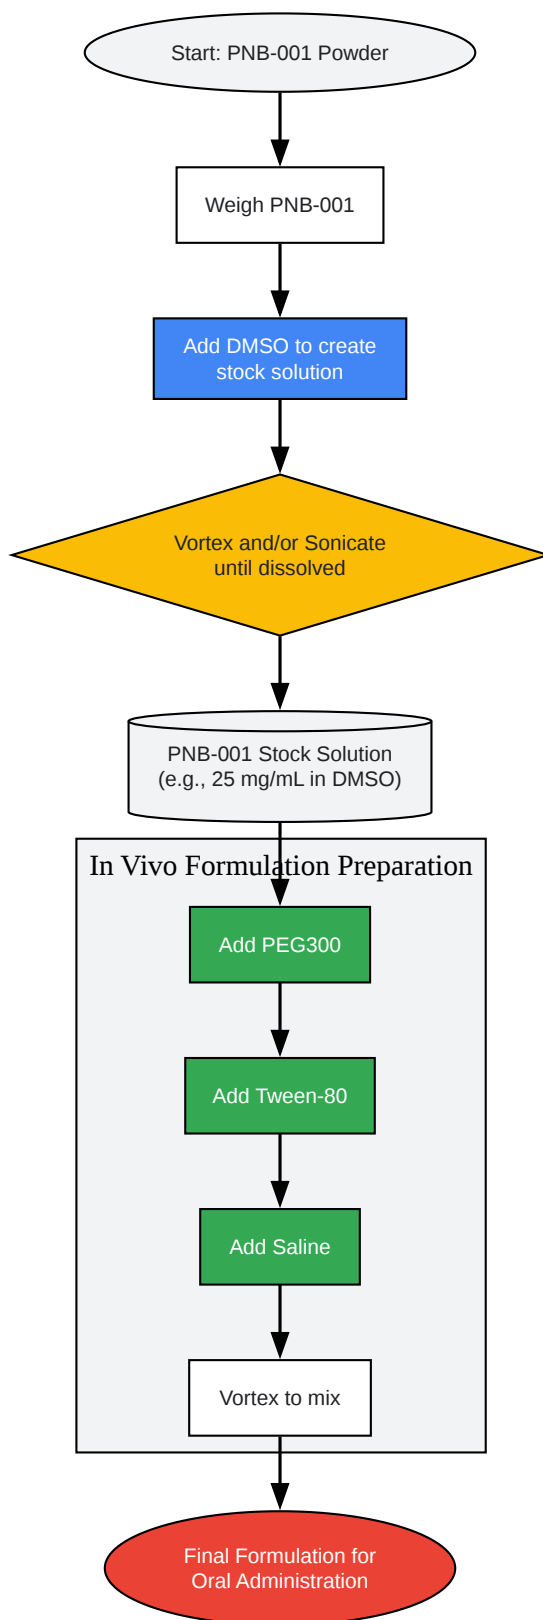 Start: PNB-001 Powder
Weigh PNB-001
Add DMSO to create
stock solution
Vortex and/or Sonicate
until dissolved
PNB-001 Stock Solution
(e.g., 25 mg/mL in DMSO)
In Vivo Formulation Preparation
Add PEG300
Add Tween-80
Add Saline
Vortex to mix
Final Formulation for
Oral Administration